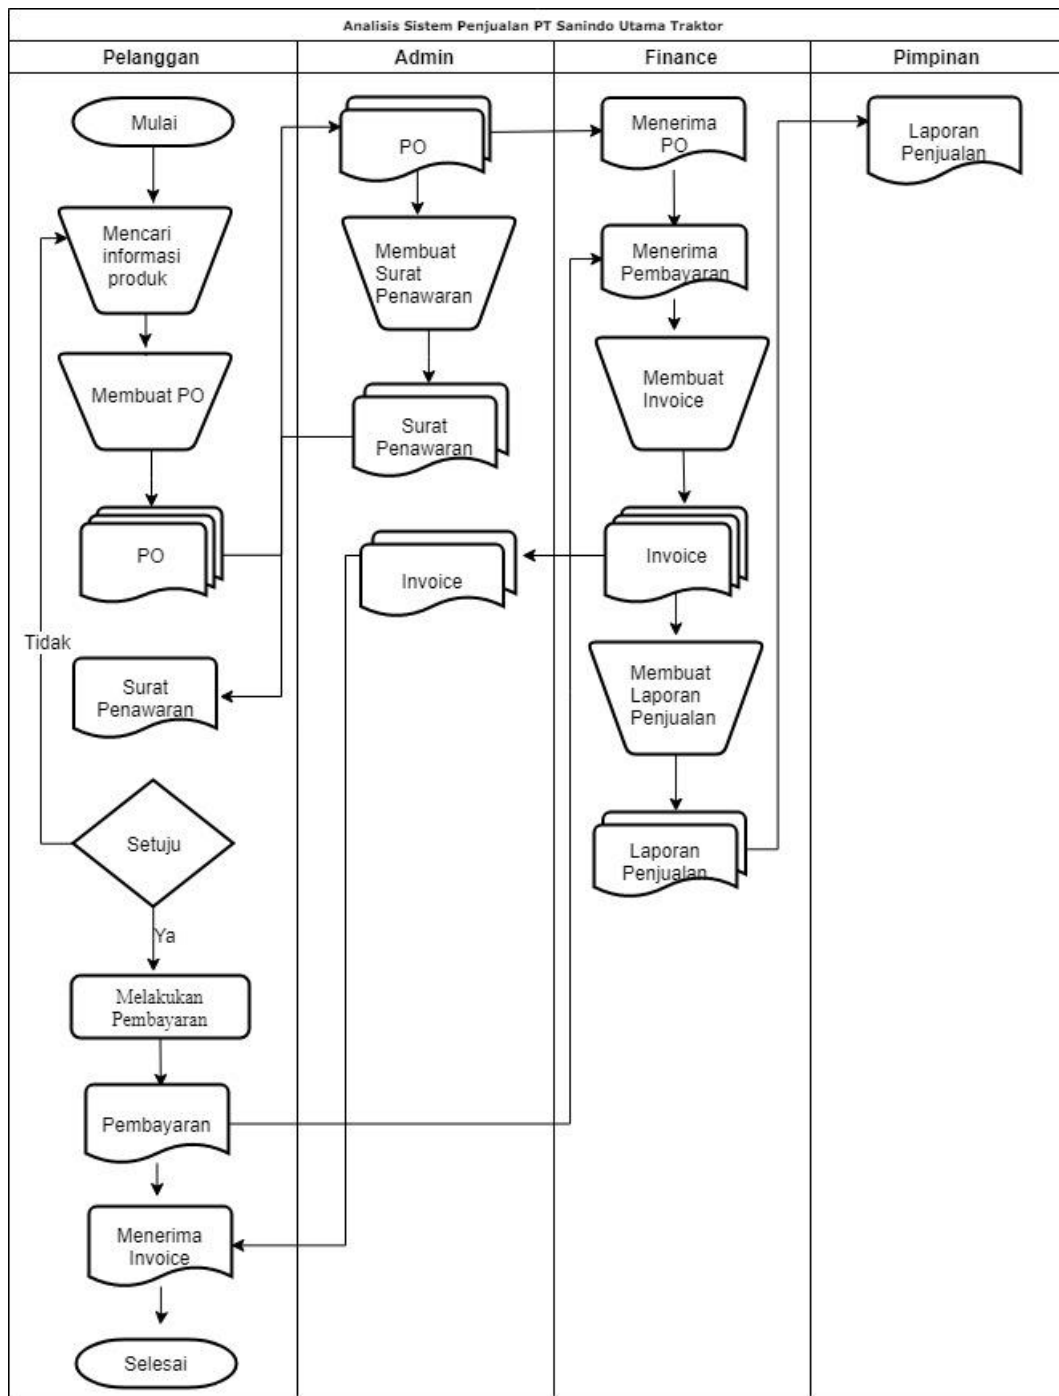 Analisis Sistem Penjualan PT Sanindo Utama Traktor
Pelanggan
Admin
Finance
Pimpinan
Mulai
Mencari
informasi
produk
Membuat PO
PO
Tidak
Surat
Penawaran
Setuju
Ya
Melakukan
Pembayaran
Pembayaran
Menerima
Invoice
Selesai
PO
Membuat
Surat
Penawaran
Surat
Penawaran
Invoice
Menerima
PO
Menerima
Pembayaran
Membuat
Invoice
Invoice
Membuat
Laporan
Penjualan
Laporan
Penjualan
Laporan
Penjualan